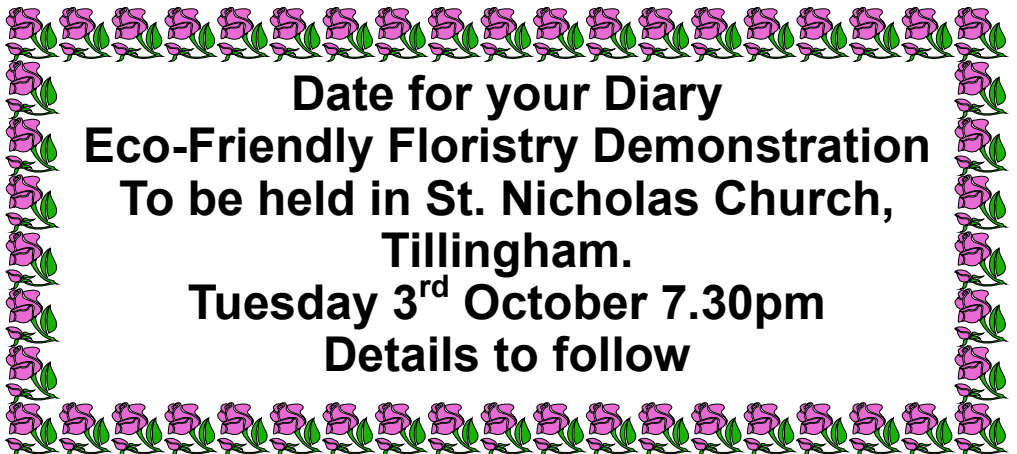 Date for your Diary
Eco-Friendly Floristry Demonstration
To be held in St. Nicholas Church,
Tillingham.
Tuesday 3rd October 7.30pm
Details to follow